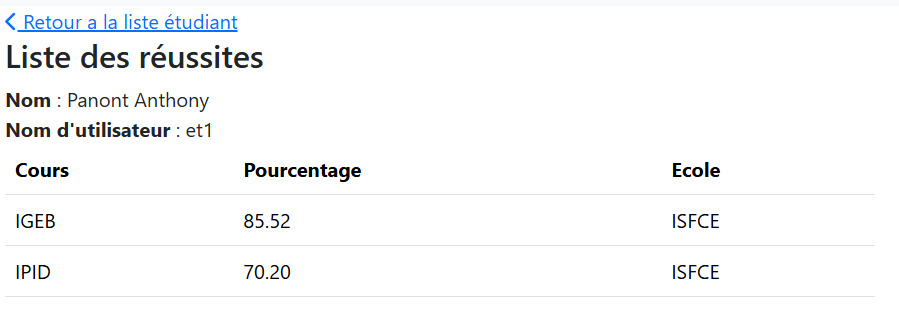 Retour a la liste étudiant
Liste des réussites
Nom : Panont Anthony
Nom d'utilisateur : et1
Cours Pourcentage Ecole
IGEB 85.52 ISFCE
IPID 70.20 ISFCE